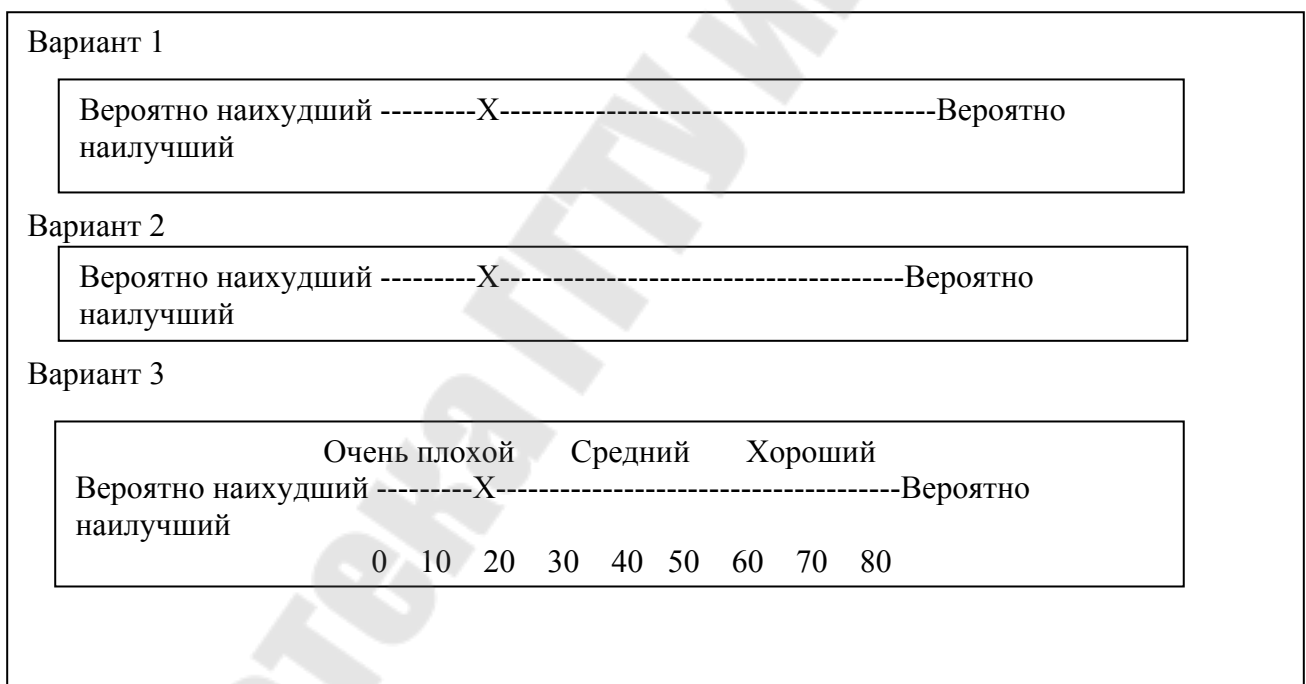 Вариант 1
Вероятно наихудший ---------X-----------------------------------------Вероятно
наилучший
Вариант 2
Вероятно наихудший ---------X--------------------------------------Вероятно
наилучший
Вариант 3
Очень плохой Средний Хороший
Вероятно наихудший ---------X--------------------------------------Вероятно
наилучший
0 10 20 30 40 50 60 70 80